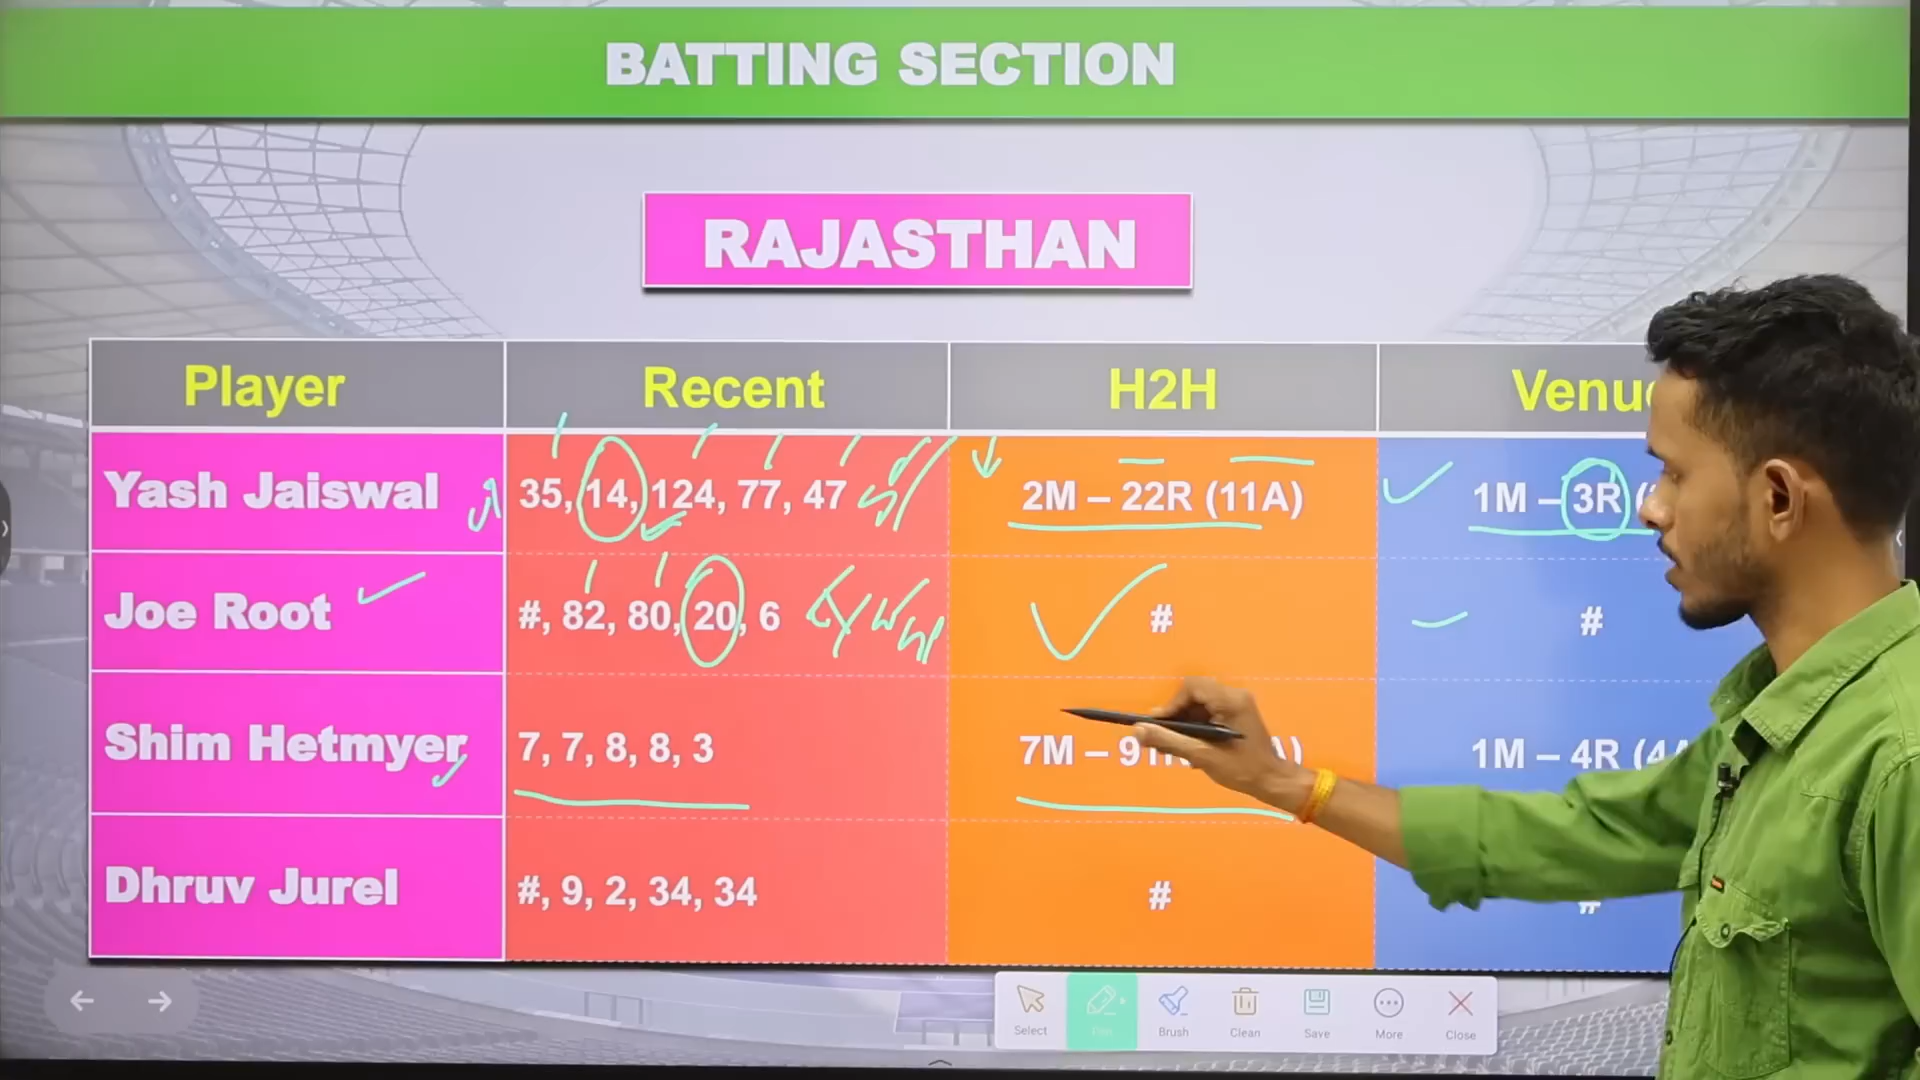 BATTING SECTION
RAJASTHAN
Player Recent H2H
Yash Jaiswal 35, 14, 124, 77, 47 2M – 22R (11A) 1M – 3R
Joe Root #, 82, 80, 20, 6 # #
Shim Hetmyer 7, 7, 8, 8, 3 7M – 1M – 4R
Dhruv Jurel #, 9, 2, 34, 34 # #
Select Pen Brush Clean Save More Close